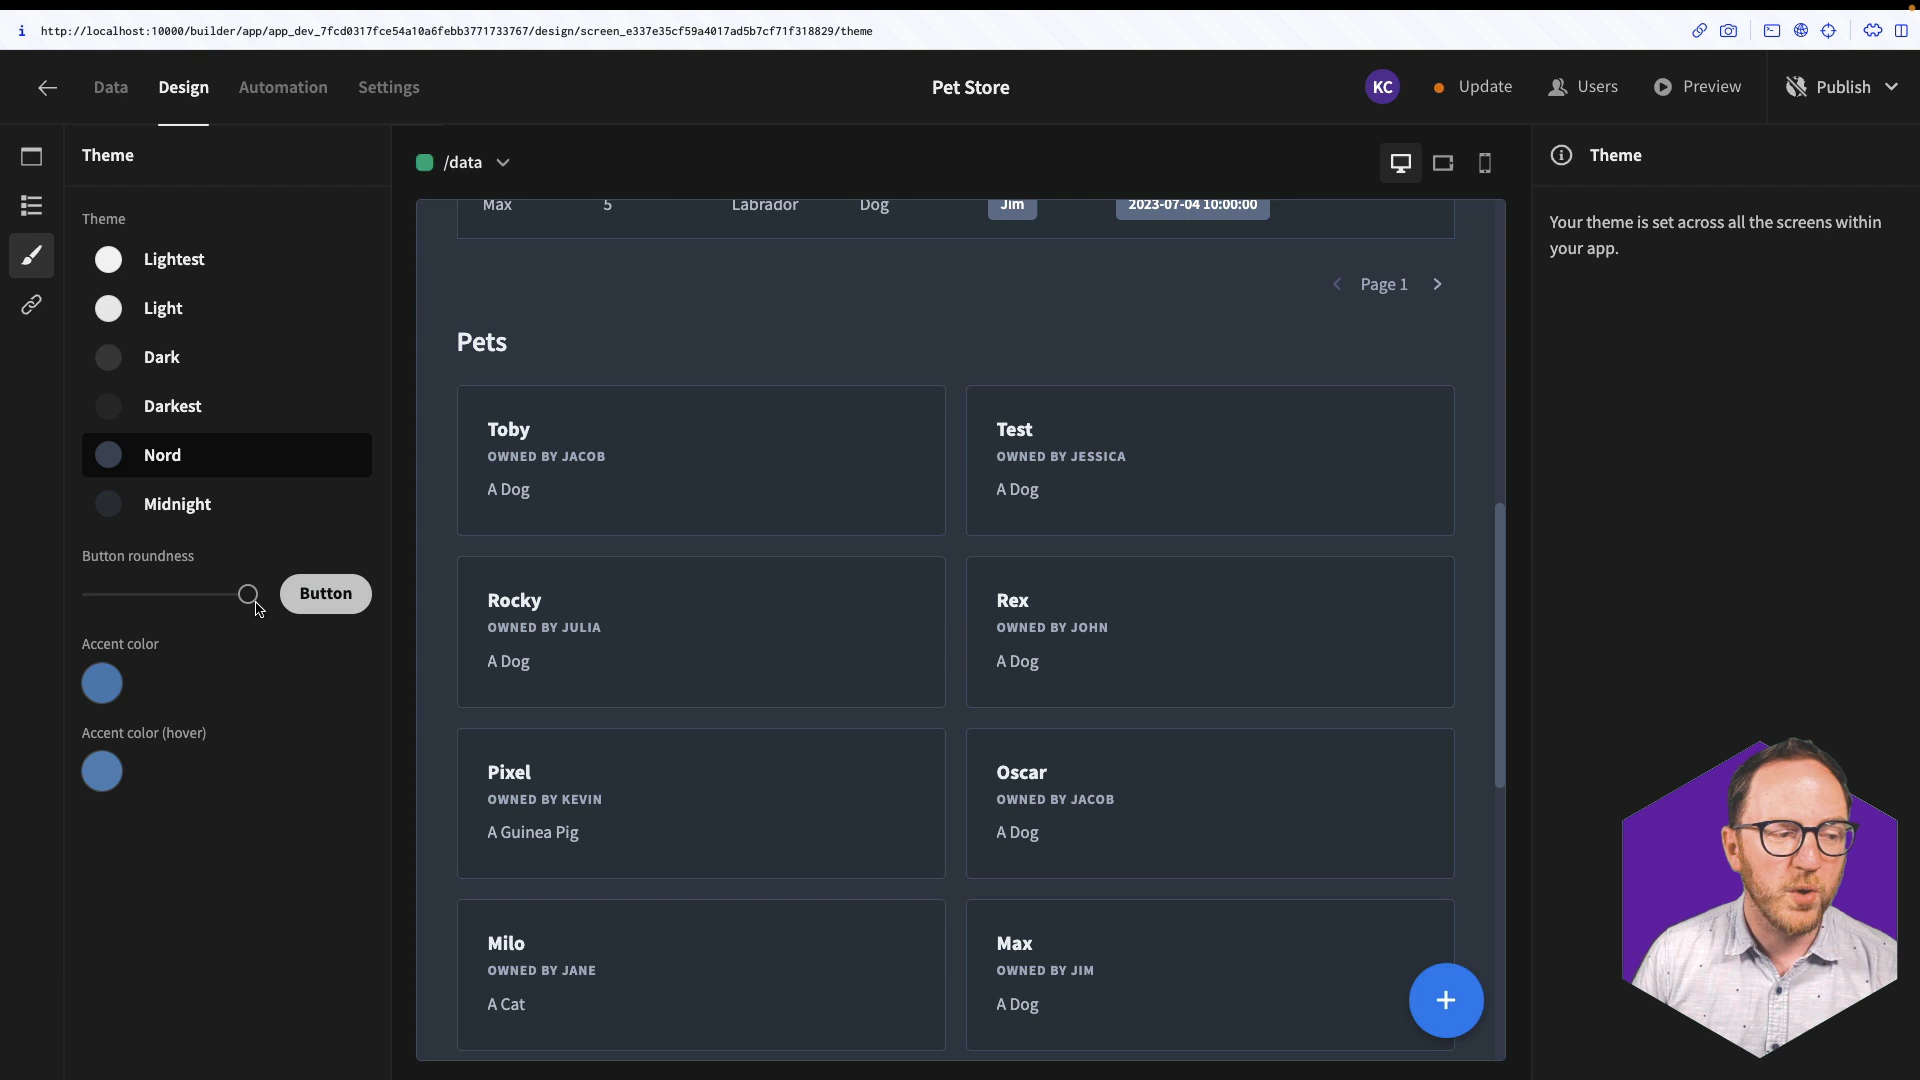 http://localhost:10000/builder/app/app_dev_7fcd0317fce54a10a6febb3771733767/design/screen_e337e35cf59a4017ad5b7cf71f318829/theme
Data Design Automation Settings
Pet Store
KC Update Users Preview Publish
Theme
Theme
Lightest
Light
Dark
Darkest
Nord
Midnight
Button roundness
Button
Accent color
Accent color (hover)
/data
Max 5 Labrador Dog Jim 2023-07-04 10:00:00
Page 1
Pets
Toby
OWNED BY JACOB
A Dog
Test
OWNED BY JESSICA
A Dog
Rocky
OWNED BY JULIA
A Dog
Rex
OWNED BY JOHN
A Dog
Pixel
OWNED BY KEVIN
A Guinea Pig
Oscar
OWNED BY JACOB
A Dog
Milo
OWNED BY JANE
A Cat
Max
OWNED BY JIM
A Dog
Theme
Your theme is set across all the screens within
your app.